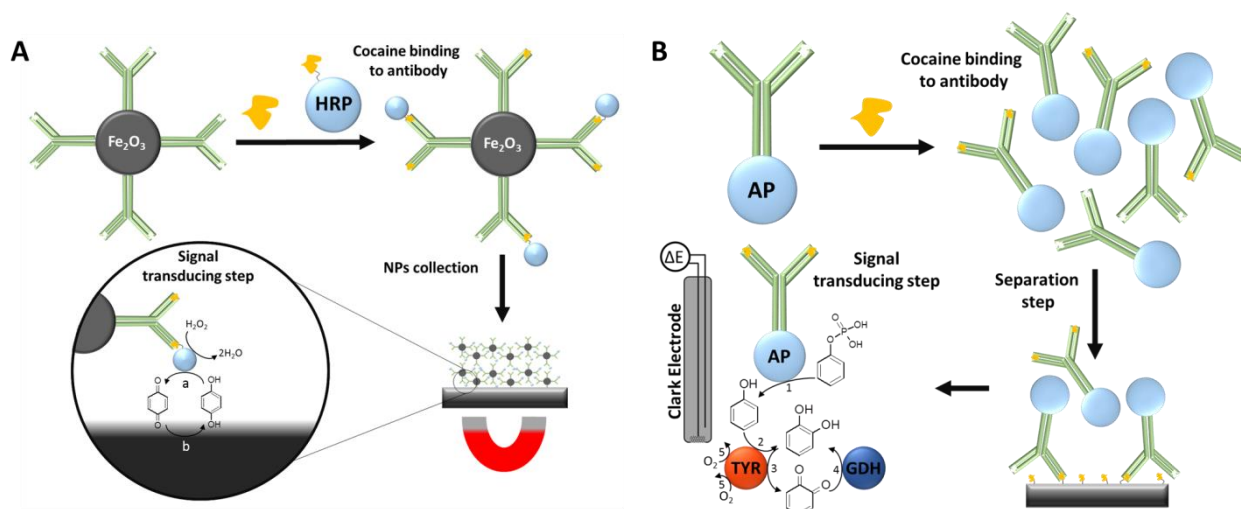 A
Cocaine binding
to antibody
HRP
Fe2O3
Fe2O3
Signal
transducing step
NPs collection
H2O2
2H2O
a
O
OH
O
OH
b
B
Cocaine binding
to antibody
AP
ΔE
Signal
transducing step
Separation
step
Clark Electrode
AP
O
O
P
OH
OH
1
OH
OH
OH
2
5
O2
TYR
3
4
GDH
5
O2
O
O